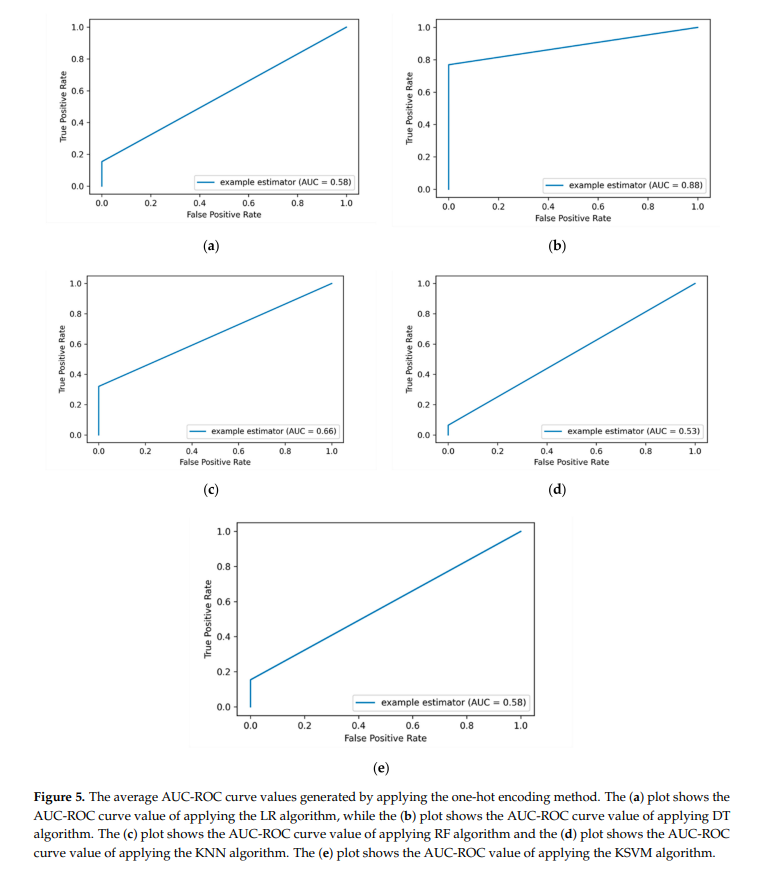 1.0
0.8
0.6
0.4
0.2
0.0
True Positive Rate
example estimator (AUC = 0.58)
0.0 0.2 0.4 0.6 0.8 1.0
False Positive Rate
(a)
1.0
0.8
0.6
0.4
0.2
0.0
True Positive Rate
example estimator (AUC = 0.88)
0.0 0.2 0.4 0.6 0.8 1.0
False Positive Rate
(b)
1.0
0.8
0.6
0.4
0.2
0.0
True Positive Rate
example estimator (AUC = 0.66)
0.0 0.2 0.4 0.6 0.8 1.0
False Positive Rate
(c)
1.0
0.8
0.6
0.4
0.2
0.0
True Positive Rate
example estimator (AUC = 0.53)
0.0 0.2 0.4 0.6 0.8 1.0
False Positive Rate
(d)
1.0
0.8
0.6
0.4
0.2
0.0
True Positive Rate
example estimator (AUC = 0.58)
0.0 0.2 0.4 0.6 0.8 1.0
False Positive Rate
(e)
Figure 5. The average AUC-ROC curve values generated by applying the one-hot encoding method. The (a) plot shows the
AUC-ROC curve value of applying the LR algorithm, while the (b) plot shows the AUC-ROC curve value of applying DT
algorithm. The (c) plot shows the AUC-ROC curve value of applying RF algorithm and the (d) plot shows the AUC-ROC
curve value of applying the KNN algorithm. The (e) plot shows the AUC-ROC value of applying the KSVM algorithm.